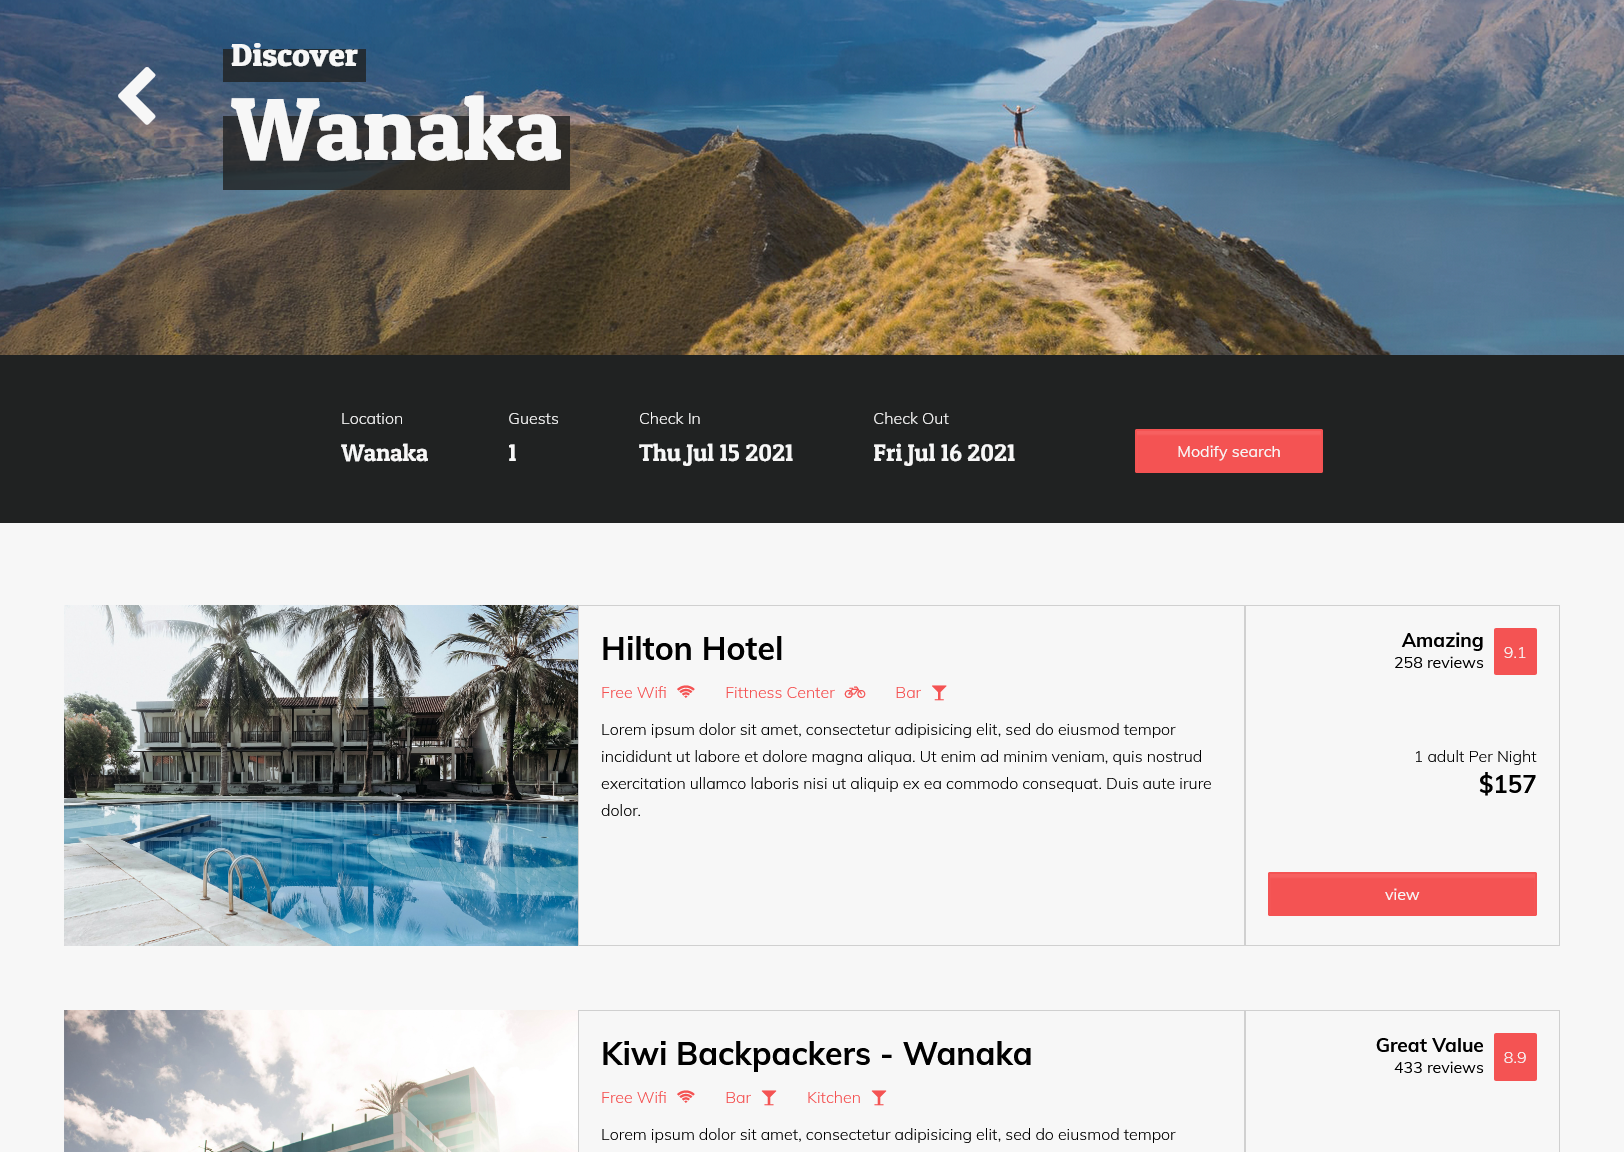 Discover
Wanaka
Location
Wanaka
Guests
1
Check In
Thu Jul 15 2021
Check Out
Fri Jul 16 2021
Modify search
Hilton Hotel
Free Wifi
Fittness Center
Bar
Lorem ipsum dolor sit amet, consectetur adipisicing elit, sed do eiusmod tempor
incididunt ut labore et dolore magna aliqua. Ut enim ad minim veniam, quis nostrud
exercitation ullamco laboris nisi ut aliquip ex ea commodo consequat. Duis aute irure
dolor.
Amazing
258 reviews
9.1
1 adult Per Night
$157
view
Kiwi Backpackers - Wanaka
Free Wifi
Bar
Kitchen
Lorem ipsum dolor sit amet, consectetur adipisicing elit, sed do eiusmod tempor
Great Value
433 reviews
8.9